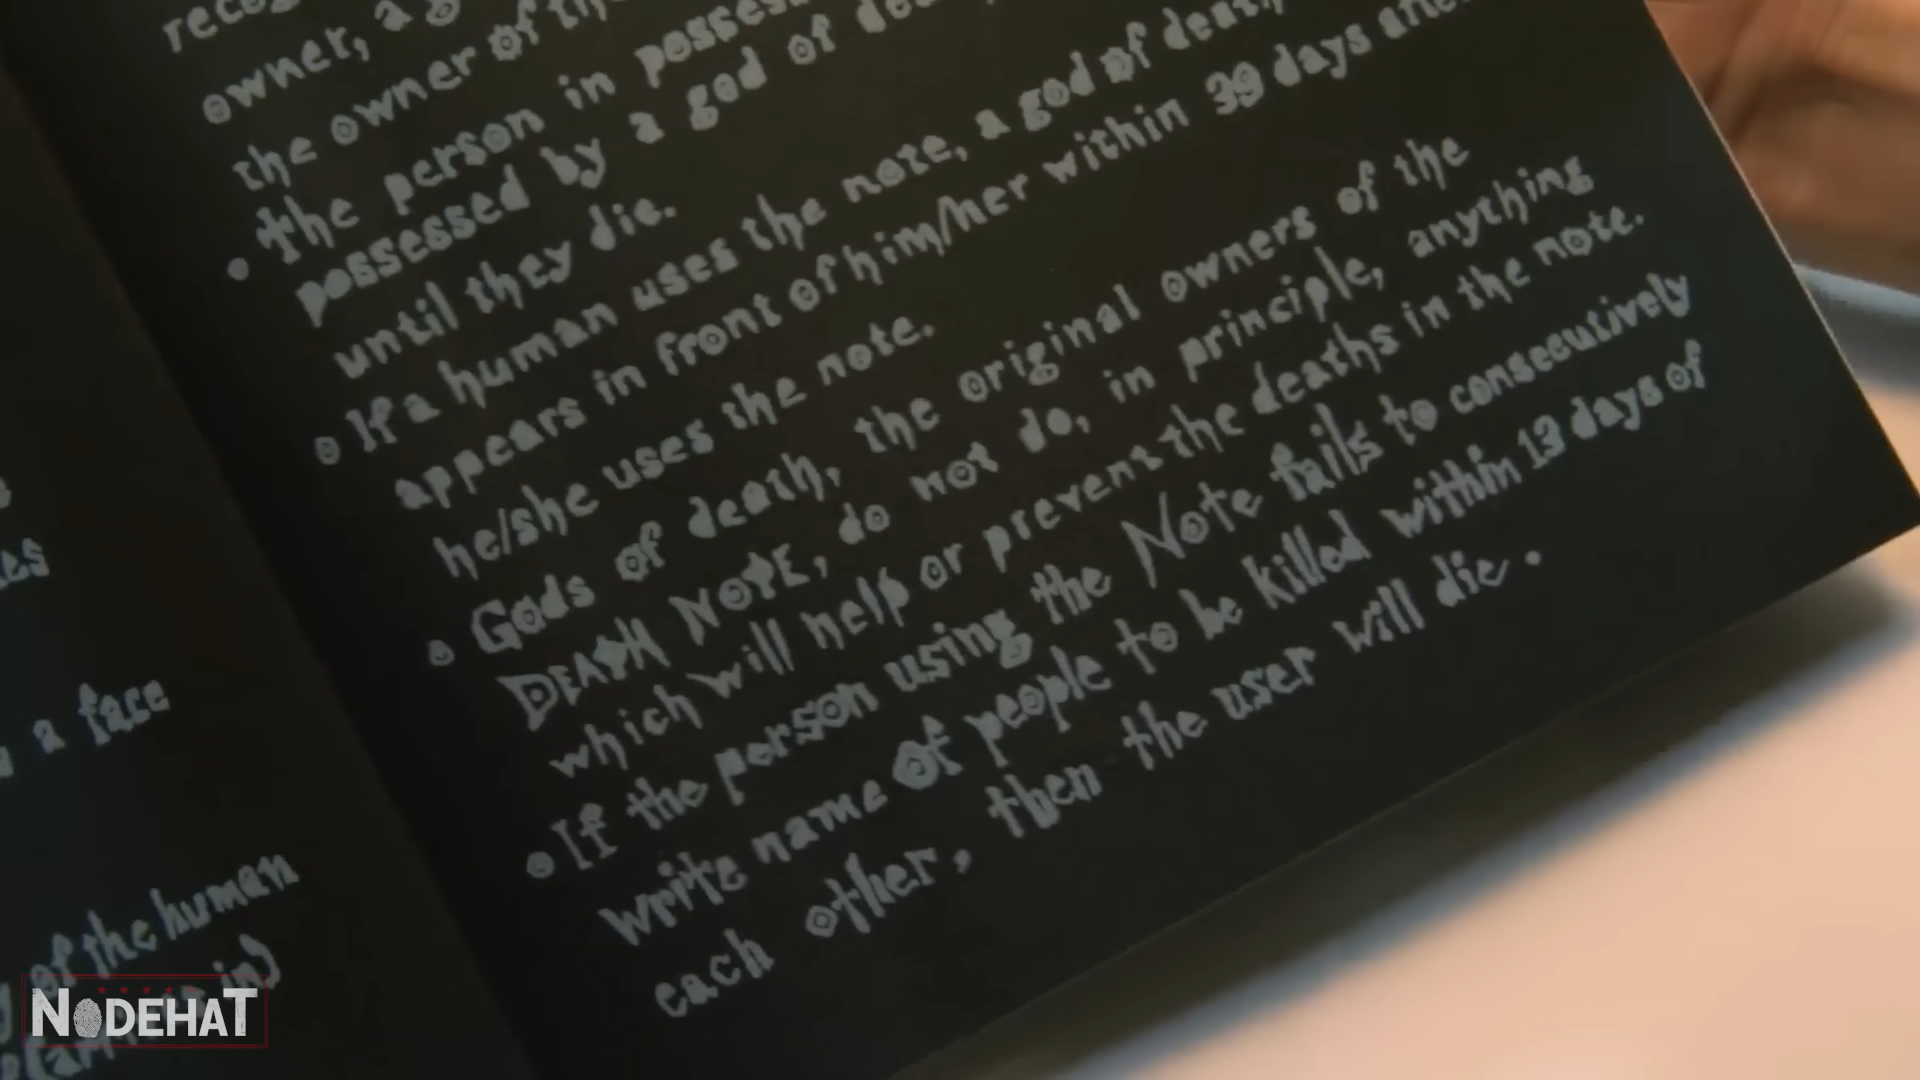 owner, a
the owner of the
• the person in possess
possessed by a god of dea
until they die.
• If a human uses the note, a god of death
appears in front of him/her within 39 days after
he/she uses the note.
• Gods of death, the original owners of the
DEATH NOTE, do not do, in principle, anything
which will help or prevent the deaths in the note.
• If the person using the Note fails to consecutively
write name of people to be killed within 13 days of
each other, then the user will die.
a face
of the human
in)
NODEHAT